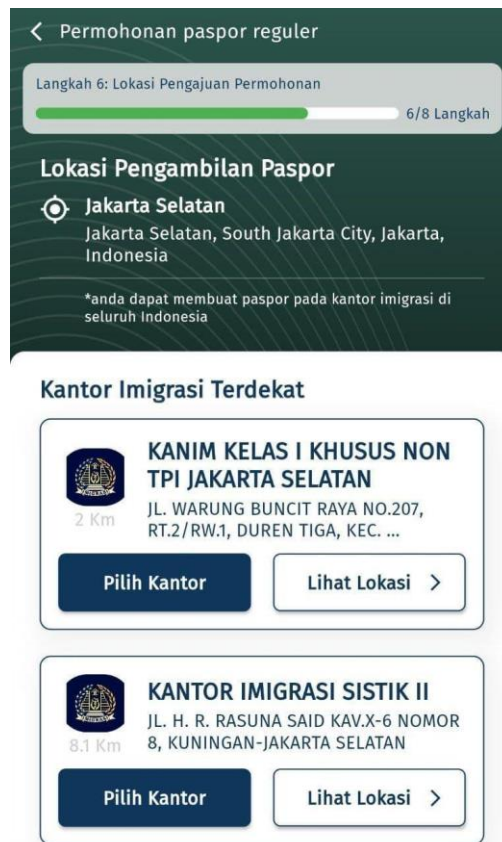 Permohonan paspor reguler
Langkah 6: Lokasi Pengajuan Permohonan
6/8 Langkah
Lokasi Pengambilan Paspor
Jakarta Selatan
Jakarta Selatan, South Jakarta City, Jakarta,
Indonesia
*anda dapat membuat paspor pada kantor imigrasi di
seluruh Indonesia
Kantor Imigrasi Terdekat
KANIM KELAS I KHUSUS NON
TPI JAKARTA SELATAN
JL. WARUNG BUNCIT RAYA NO.207,
RT.2/RW.1, DUREN TIGA, KEC. ...
2 Km
Pilih Kantor
Lihat Lokasi >
KANTOR IMIGRASI SISTIK II
JL. H. R. RASUNA SAID KAV.X-6 NOMOR
8, KUNINGAN-JAKARTA SELATAN
8.1 Km
Pilih Kantor
Lihat Lokasi >